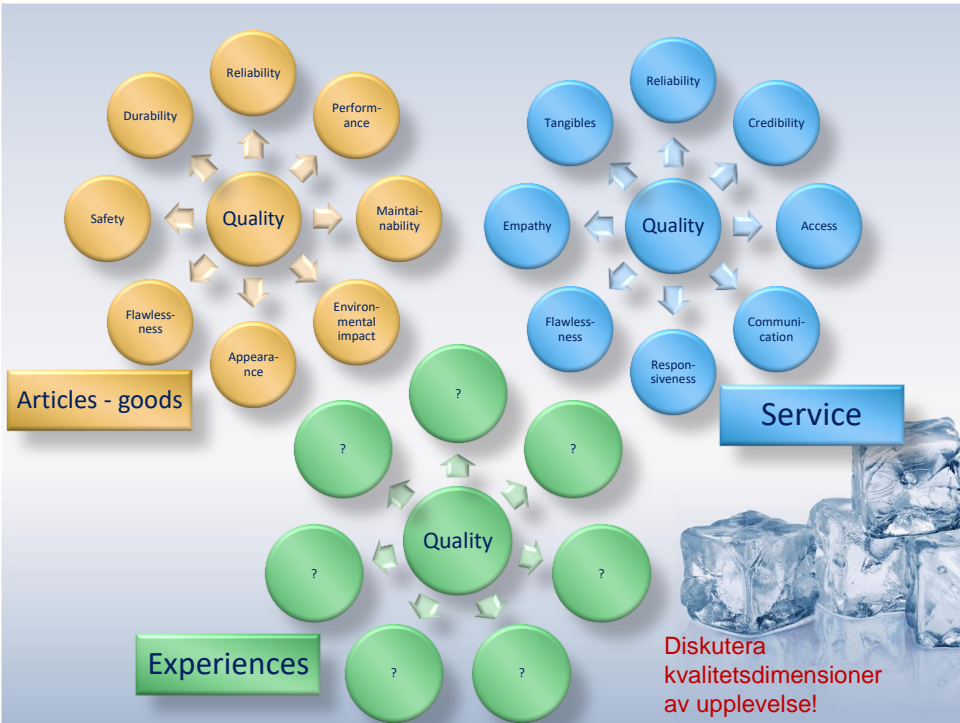 Reliability
Durability
Perform-
ance
Safety
Quality
Maintai-
nability
Flawless-
ness
Environ-
mental
impact
Appeara-
nce
Articles - goods
Reliability
Tangibles
Credibility
Empathy
Quality
Access
Flawless-
ness
Communi-
cation
Respon-
siveness
Service
?
?
?
?
Quality
?
?
?
Experiences
Diskutera
kvalitetsdimensioner
av upplevelse!